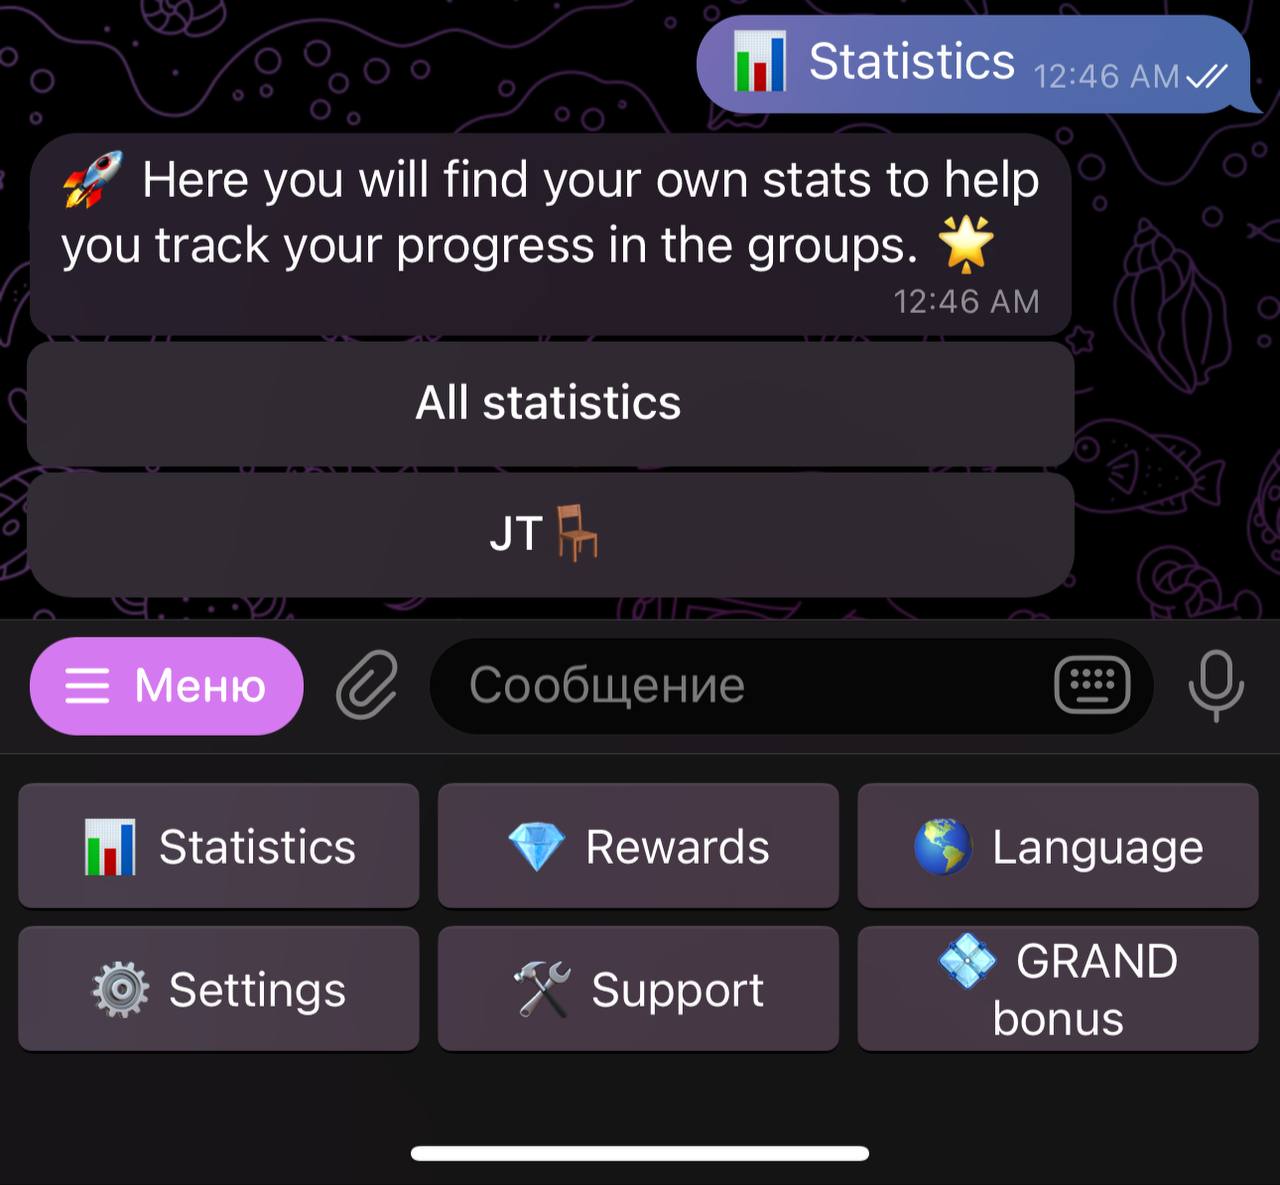 📊 Statistics 12:46 AM
🚀 Here you will find your own stats to help
you track your progress in the groups. 🌟
12:46 AM
All statistics
JT🪑
Меню
Сообщение
📊 Statistics
💎 Rewards
🌎 Language
⚙️ Settings
🛠 Support
💠 GRAND
bonus